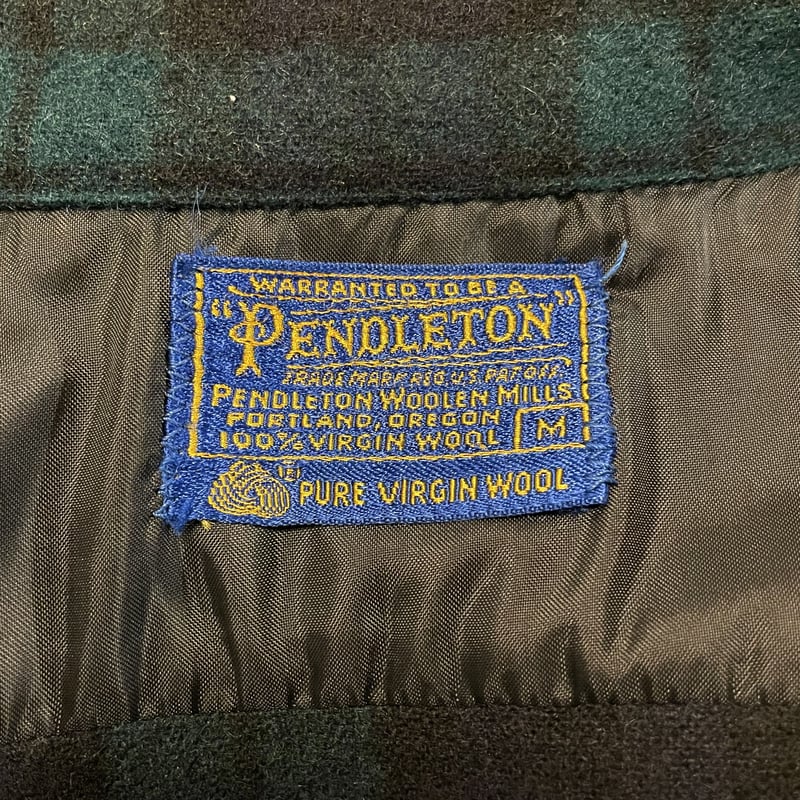 WARRANTED TO BE A
"PENDLETON"
TRADE MARK REG. U.S. PAT. OFF.
PENDLETON WOOLEN MILLS
PORTLAND, OREGON
100% VIRGIN WOOL M
PURE VIRGIN WOOL